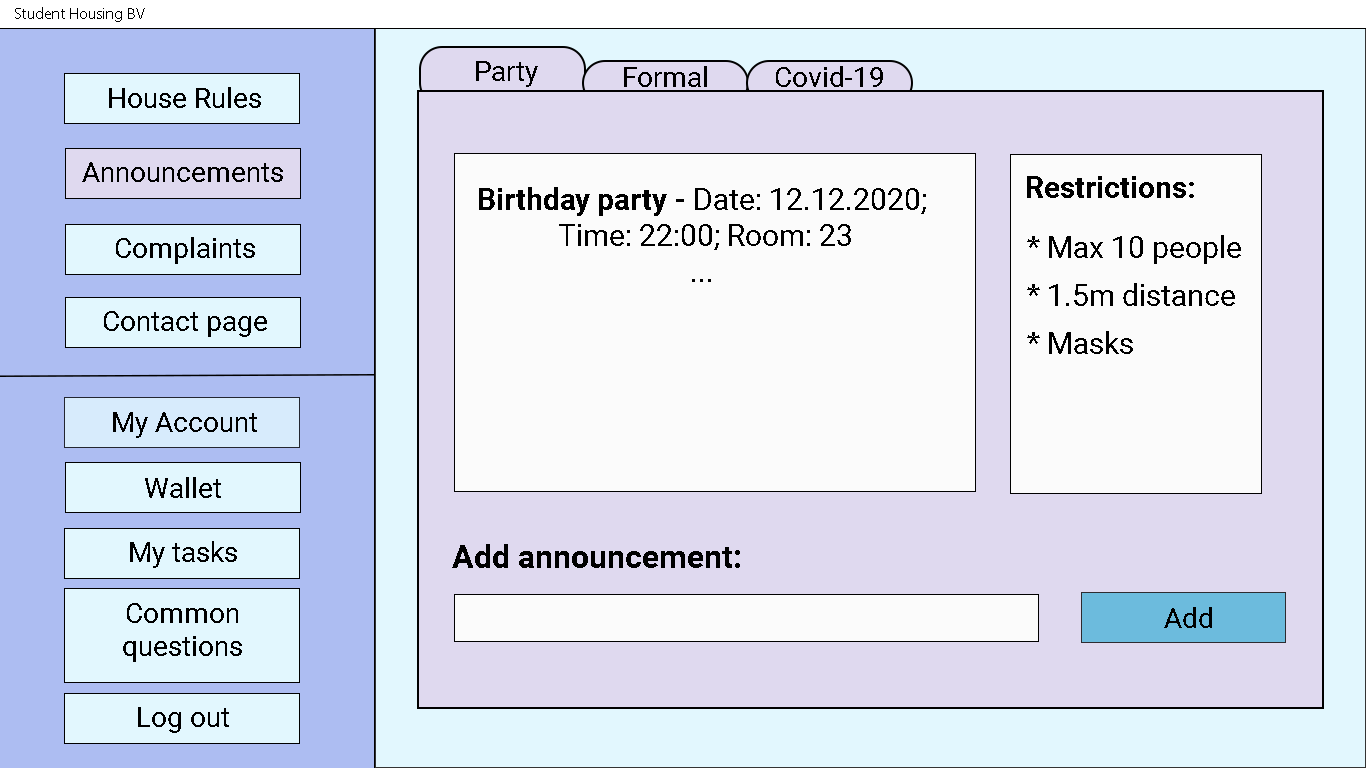 Student Housing BV
House Rules
Announcements
Complaints
Contact page
My Account
Wallet
My tasks
Common
questions
Log out
Party
Formal
Covid-19
Birthday party - Date: 12.12.2020;
Time: 22:00; Room: 23
...
Restrictions:
* Max 10 people
* 1.5m distance
* Masks
Add announcement:
Add